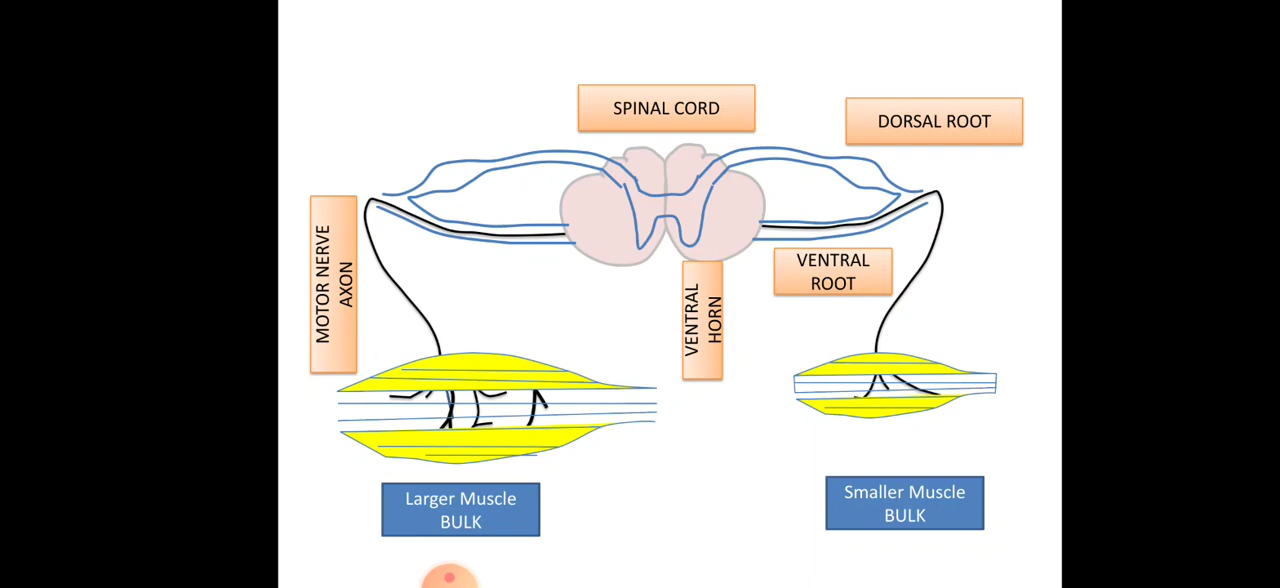 SPINAL CORD
DORSAL ROOT
MOTOR NERVE
AXON
VENTRAL
ROOT
VENTRAL
HORN
Larger Muscle
BULK
Smaller Muscle
BULK